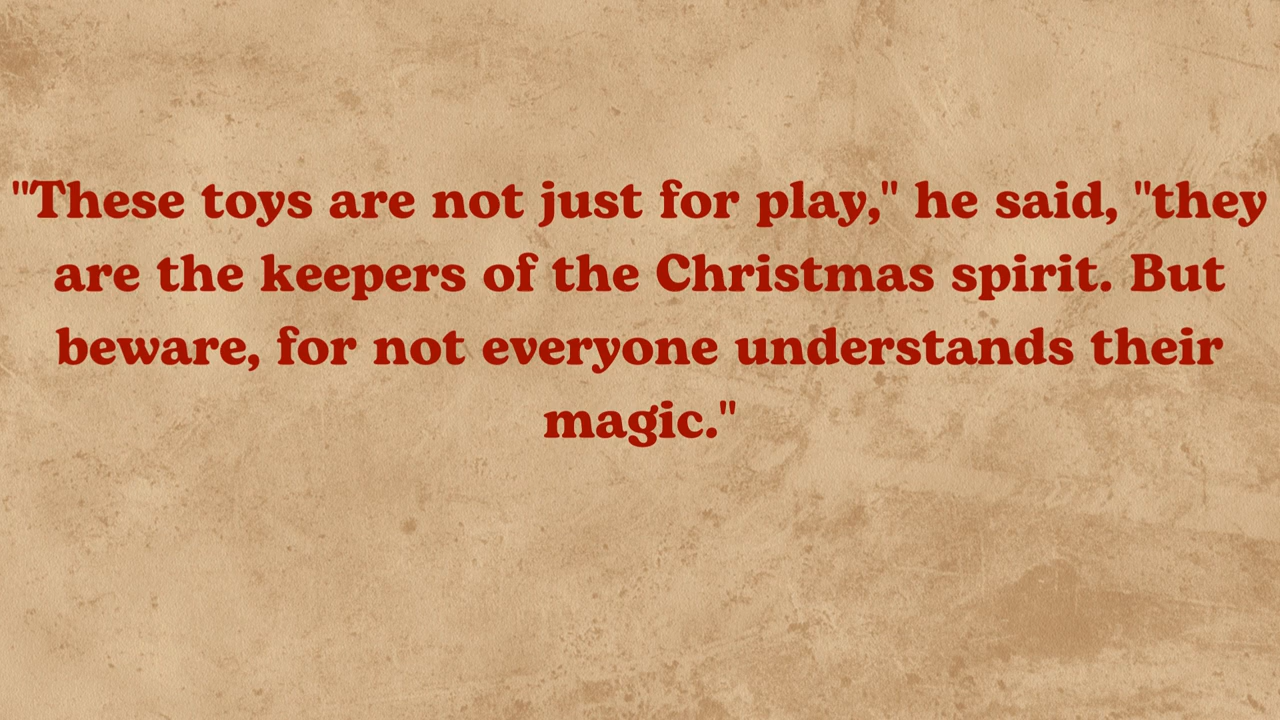 "These toys are not just for play," he said, "they
are the keepers of the Christmas spirit. But
beware, for not everyone understands their
magic."